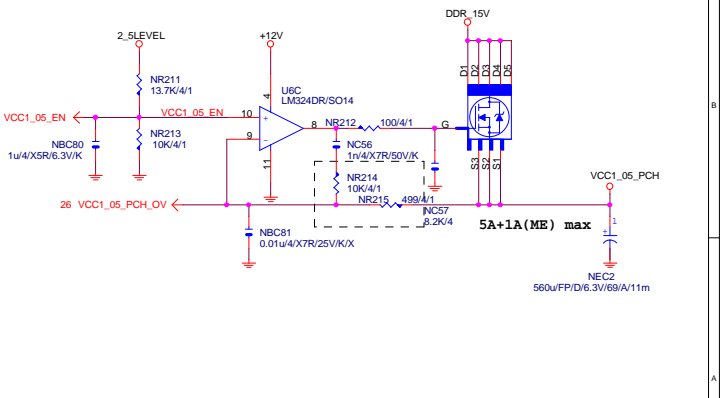 DDR_15V
2_5LEVEL
+12V
D1
D2
D3
D4
D5
NR211
13.7K/4/1
U6C
LM324DR/SO14
4
VCC1_05_EN
VCC1_05_EN
10
+
8
NR212
100/4/1
G
9
-
11
NBC80
1u/4/X5R/6.3V/K
NR213
10K/4/1
NC56
1n/4/X7R/50V/K
S3
S2
S1
NR214
10K/4/1
VCC1_05_PCH
26 VCC1_05_PCH_OV
NR215
499/4/1
NC57
8.2K/4
5A+1A(ME) max
1
+
NBC81
0.01u/4/X7R/25V/K/X
NEC2
560u/FP/D/6.3V/69/A/11m
B
A